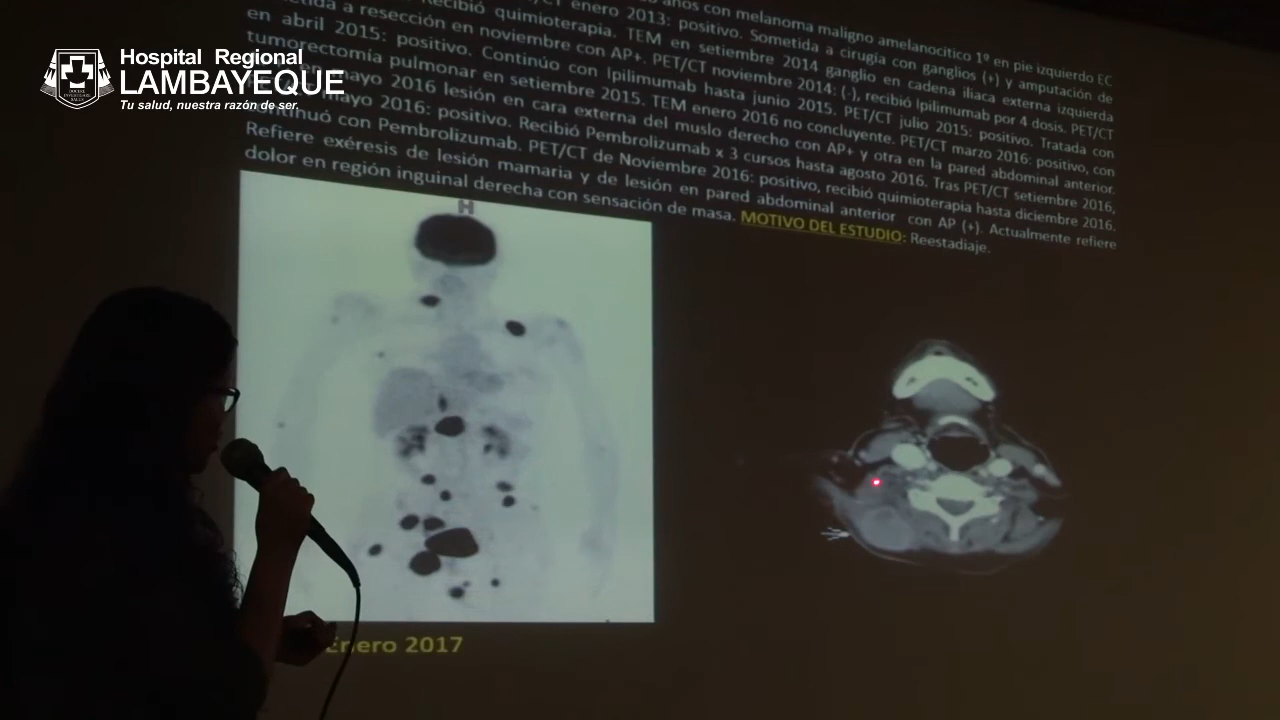 Hospital Regional
LAMBAYEQUE
Tu salud, nuestra razón de ser.
años con melanoma maligno amelanocitico 1º en pie izquierdo EC
enero 2013: positivo. Sometida a cirugía con ganglios (+) y amputación de
Recibió quimioterapia. TEM en setiembre 2014 ganglio en cadena iliaca externa izquierda
a resección en noviembre con AP+. PET/CT noviembre 2014: (-), recibió Ipilimumab por 4 dosis. PET/CT
en abril 2015: positivo. Continúo con Ipilimumab hasta junio 2015. PET/CT julio 2015: positivo. Tratada con
tumorectomía pulmonar en setiembre 2015. TEM enero 2016 no concluyente. PET/CT marzo 2016: positivo, con
mayo 2016 lesión en cara externa del muslo derecho con AP+ y otra en la pared abdominal anterior.
mayo 2016: positivo. Recibió Pembrolizumab x 3 cursos hasta agosto 2016. Tras PET/CT setiembre 2016,
continuó con Pembrolizumab. PET/CT de Noviembre 2016: positivo, recibió quimioterapia hasta diciembre 2016.
Refiere exéresis de lesión mamaria y de lesión en pared abdominal anterior con AP (+). Actualmente refiere
dolor en región inguinal derecha con sensación de masa. MOTIVO DEL ESTUDIO: Reestadiaje.
H
Enero 2017